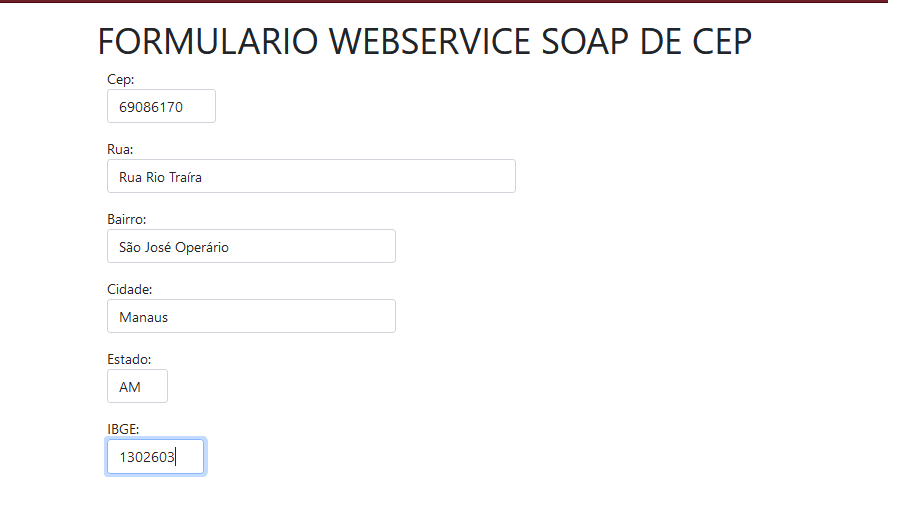 FORMULARIO WEBSERVICE SOAP DE CEP
Cep:
69086170
Rua:
Rua Rio Traíra
Bairro:
São José Operário
Cidade:
Manaus
Estado:
AM
IBGE:
1302603